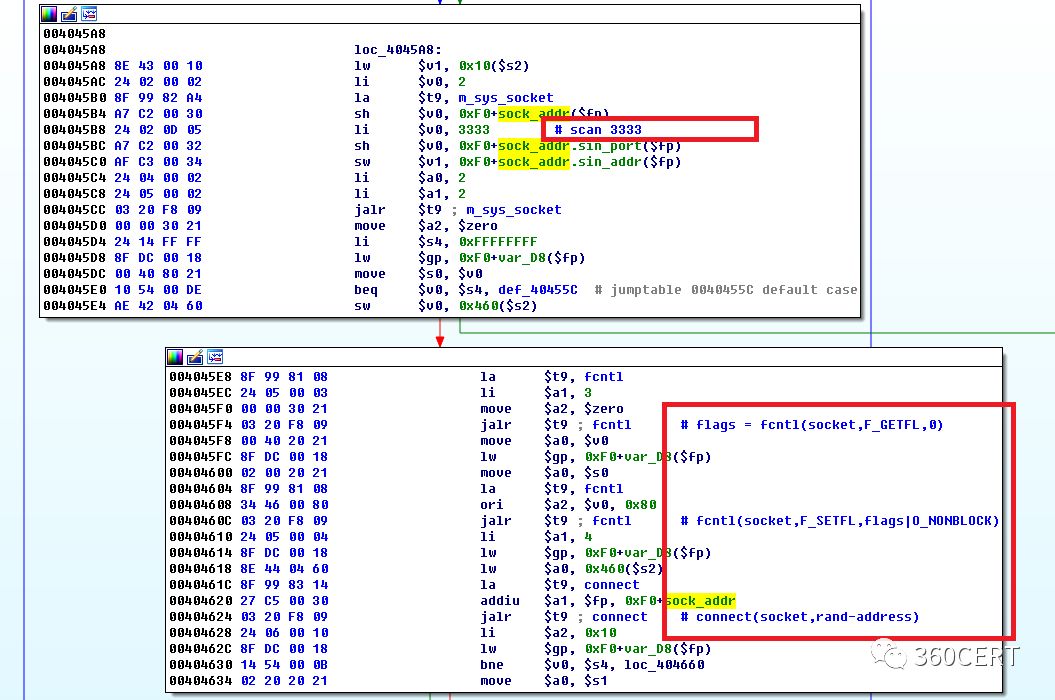 004045A8
004045A8 loc_4045A8:
004045A8 8E 43 00 10 lw $v1, 0x10($s2)
004045AC 24 02 00 02 li $v0, 2
004045B0 8F 99 82 A4 la $t9, m_sys_socket
004045B4 A7 C2 00 30 sh $v0, 0xF0+sock_addr($fp)
004045B8 24 02 0D 05 li $v0, 3333 # scan 3333
004045BC A7 C2 00 32 sh $v0, 0xF0+sock_addr.sin_port($fp)
004045C0 AF C3 00 34 sw $v1, 0xF0+sock_addr.sin_addr($fp)
004045C4 24 04 00 02 li $a0, 2
004045C8 24 05 00 02 li $a1, 2
004045CC 03 20 F8 09 jalr $t9 ; m_sys_socket
004045D0 00 00 30 21 move $a2, $zero
004045D4 24 14 FF FF li $s4, 0xFFFFFFFF
004045D8 8F DC 00 18 lw $gp, 0xF0+var_D8($fp)
004045DC 00 40 80 21 move $s0, $v0
004045E0 10 54 00 DE beq $v0, $s4, def_40455C # jumptable 0040455C default case
004045E4 AE 42 04 60 sw $v0, 0x460($s2)
004045E8 8F 99 81 08 la $t9, fcntl
004045EC 24 05 00 03 li $a1, 3
004045F0 00 00 30 21 move $a2, $zero
004045F4 03 20 F8 09 jalr $t9 ; fcntl # flags = fcntl(socket,F_GETFL,0)
004045F8 00 40 20 21 move $a0, $v0
004045FC 8F DC 00 18 lw $gp, 0xF0+var_D8($fp)
00404600 02 00 20 21 move $a0, $s0
00404604 8F 99 81 08 la $t9, fcntl
00404608 34 46 00 80 ori $a2, $v0, 0x80
0040460C 03 20 F8 09 jalr $t9 ; fcntl # fcntl(socket,F_SETFL,flags|O_NONBLOCK)
00404610 24 05 00 04 li $a1, 4
00404614 8F DC 00 18 lw $gp, 0xF0+var_D8($fp)
00404618 8E 44 04 60 lw $a0, 0x460($s2)
0040461C 8F 99 83 14 la $t9, connect
00404620 27 C5 00 30 addiu $a1, $fp, 0xF0+sock_addr
00404624 03 20 F8 09 jalr $t9 ; connect # connect(socket,rand-address)
00404628 24 06 00 10 li $a2, 0x10
0040462C 8F DC 00 18 lw $gp, 0xF0+var_D8($fp)
00404630 14 54 00 0B bne $v0, $s4, loc_404660
00404634 02 20 20 21 move $a0, $s1
360CERT